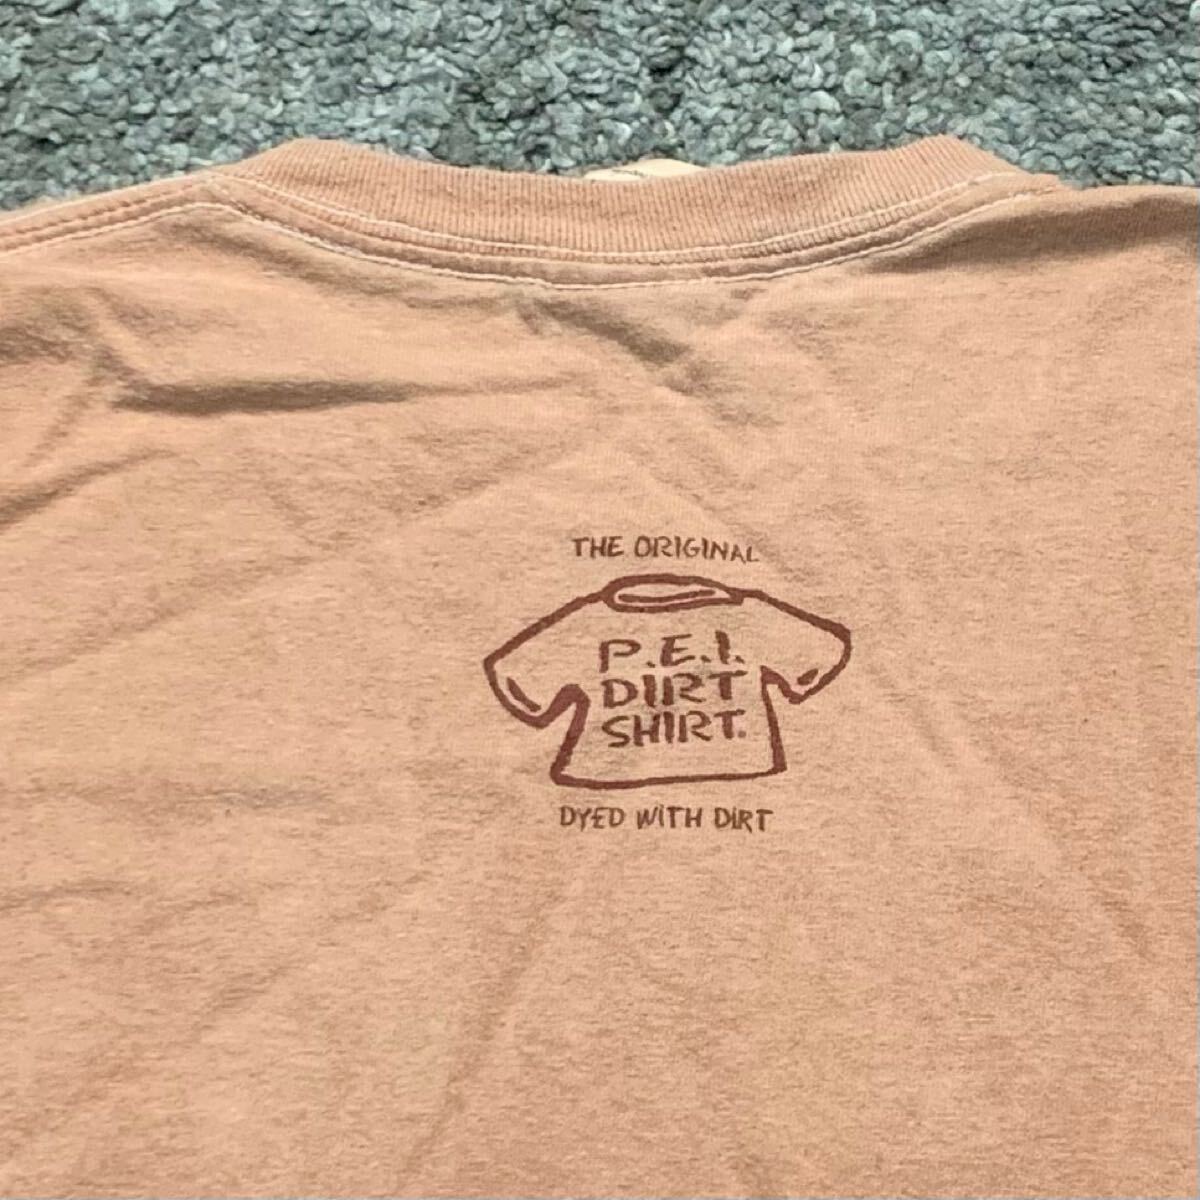 THE ORIGINAL
P.E.I.
DIRT
SHIRT.
DYED WITH DIRT